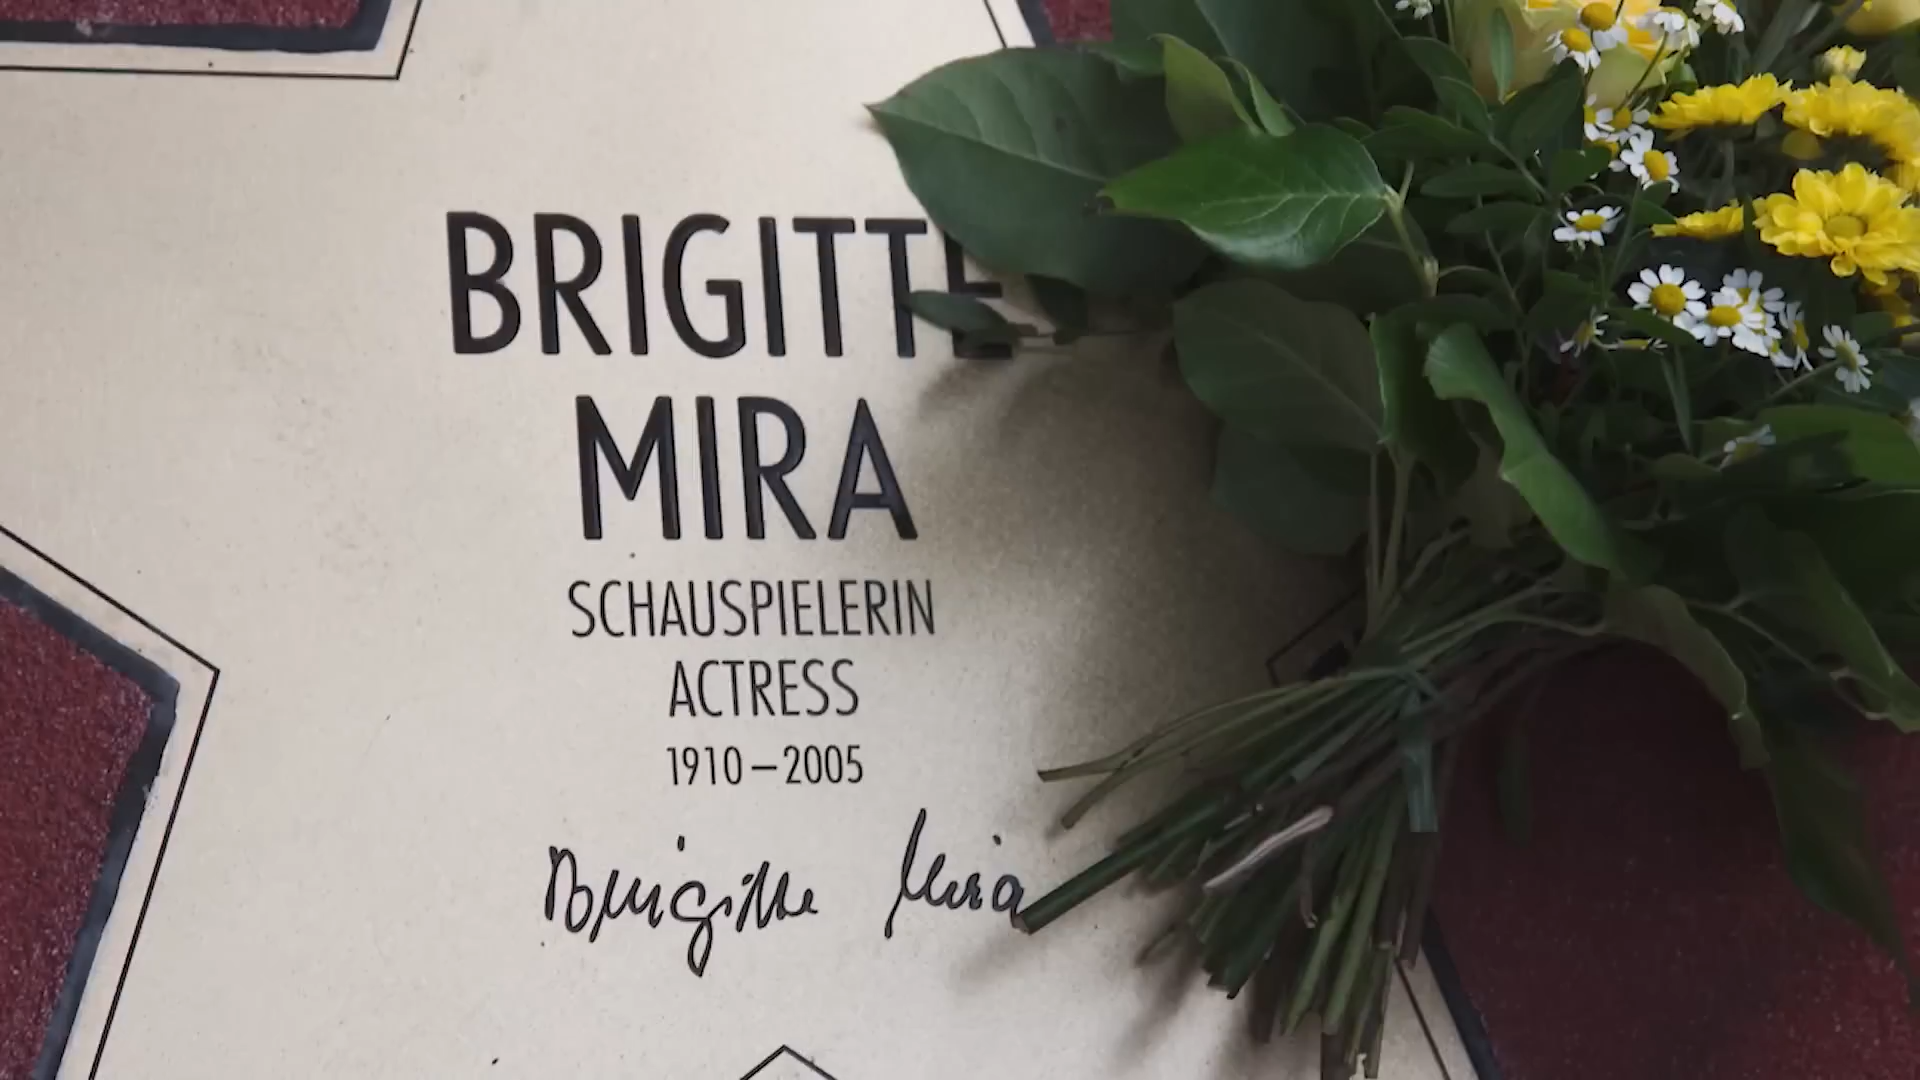 BRIGITTE
MIRA
SCHAUSPIELERIN
ACTRESS
1910 – 2005
Brigitte Mira